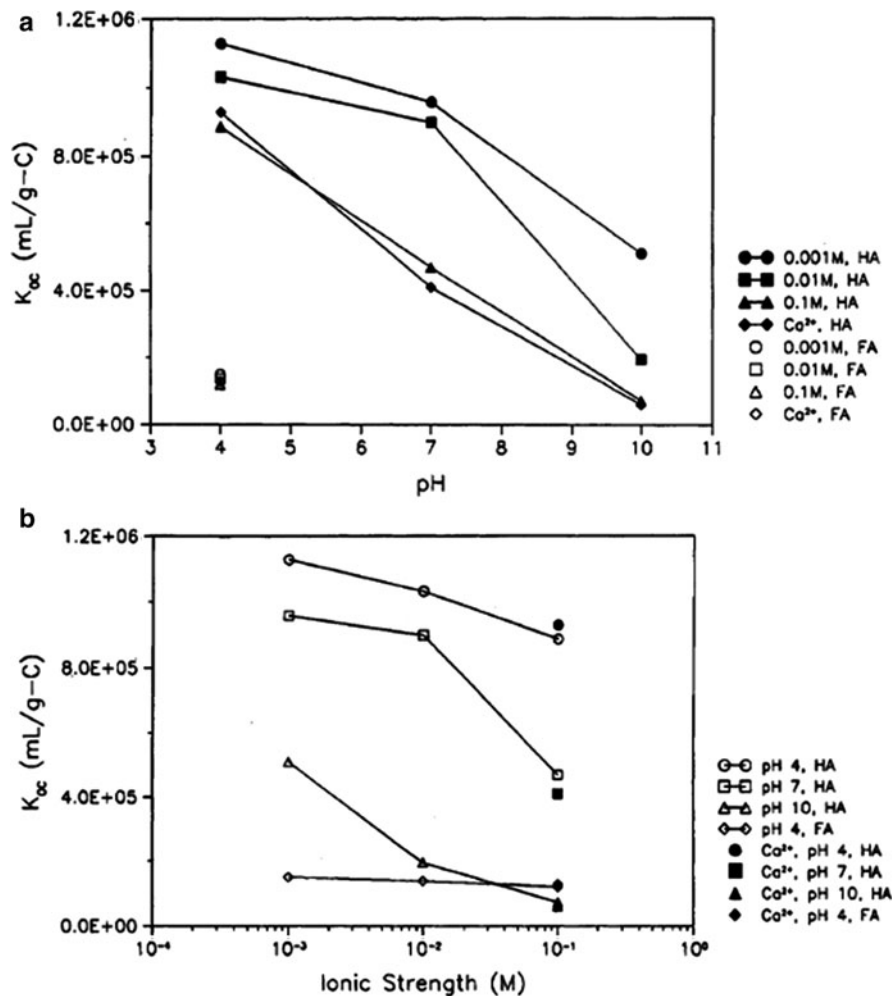 a
1.2E+06
8.0E+05
4.0E+05
0.0E+00
K_oc (mL/g-C)
3 4 5 6 7 8 9 10 11
pH
0.001M, HA
0.01M, HA
0.1M, HA
Ca²⁺, HA
0.001M, FA
0.01M, FA
0.1M, FA
Ca²⁺, FA
b
1.2E+06
8.0E+05
4.0E+05
0.0E+00
K_oc (mL/g-C)
10⁻⁴ 10⁻³ 10⁻² 10⁻¹ 10⁰
Ionic Strength (M)
pH 4, HA
pH 7, HA
pH 10, HA
pH 4, FA
Ca²⁺, pH 4, HA
Ca²⁺, pH 7, HA
Ca²⁺, pH 10, HA
Ca²⁺, pH 4, FA